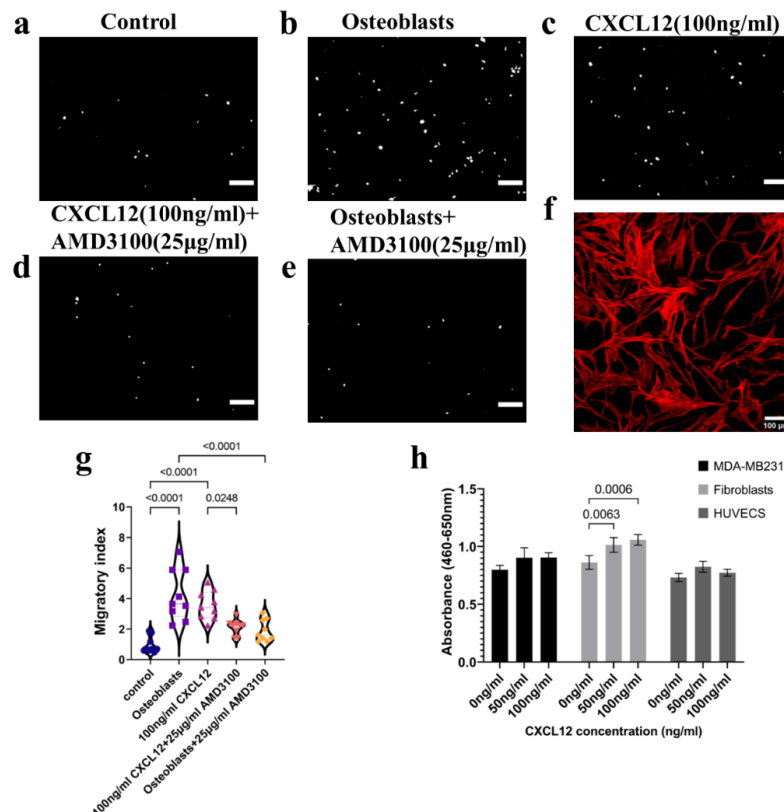 a Control
b Osteoblasts
c CXCL12(100ng/ml)
d CXCL12(100ng/ml)+
AMD3100(25µg/ml)
e Osteoblasts+
AMD3100(25µg/ml)
f
100 µm
g
<0.0001
<0.0001
<0.0001
0.0248
Migratory index
10
8
6
4
2
0
control
Osteoblasts
100ng/ml CXCL12
100ng/ml CXCL12+25µg/ml AMD3100
Osteoblasts+25µg/ml AMD3100
h
MDA-MB231
Fibroblasts
HUVECS
0.0006
0.0063
Absorbance (460-650nm)
1.5
1.0
0.5
0.0
0ng/ml
50ng/ml
100ng/ml
0ng/ml
50ng/ml
100ng/ml
0ng/ml
50ng/ml
100ng/ml
CXCL12 concentration (ng/ml)